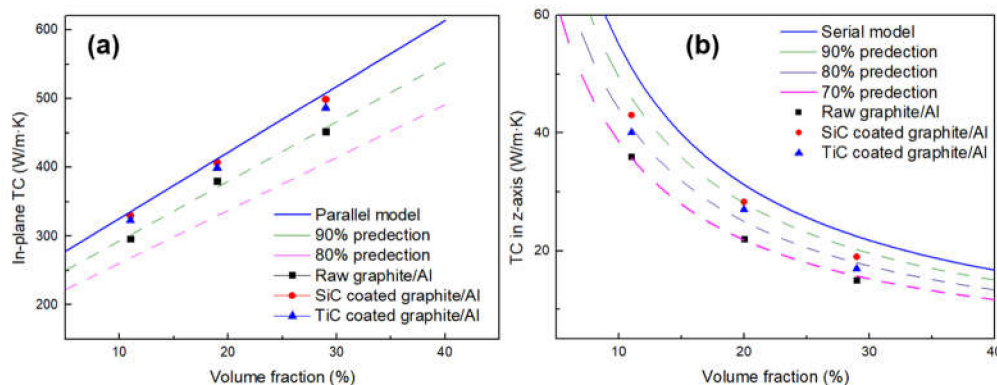 (a)
In-plane TC (W/m·K)
600
500
400
300
200
10
20
30
40
Volume fraction (%)
Parallel model
90% predection
80% predection
Raw graphite/Al
SiC coated graphite/Al
TiC coated graphite/Al
(b)
TC in z-axis (W/m·K)
60
40
20
10
20
30
40
Volume fraction (%)
Serial model
90% predection
80% predection
70% predection
Raw graphite/Al
SiC coated graphite/Al
TiC coated graphite/Al